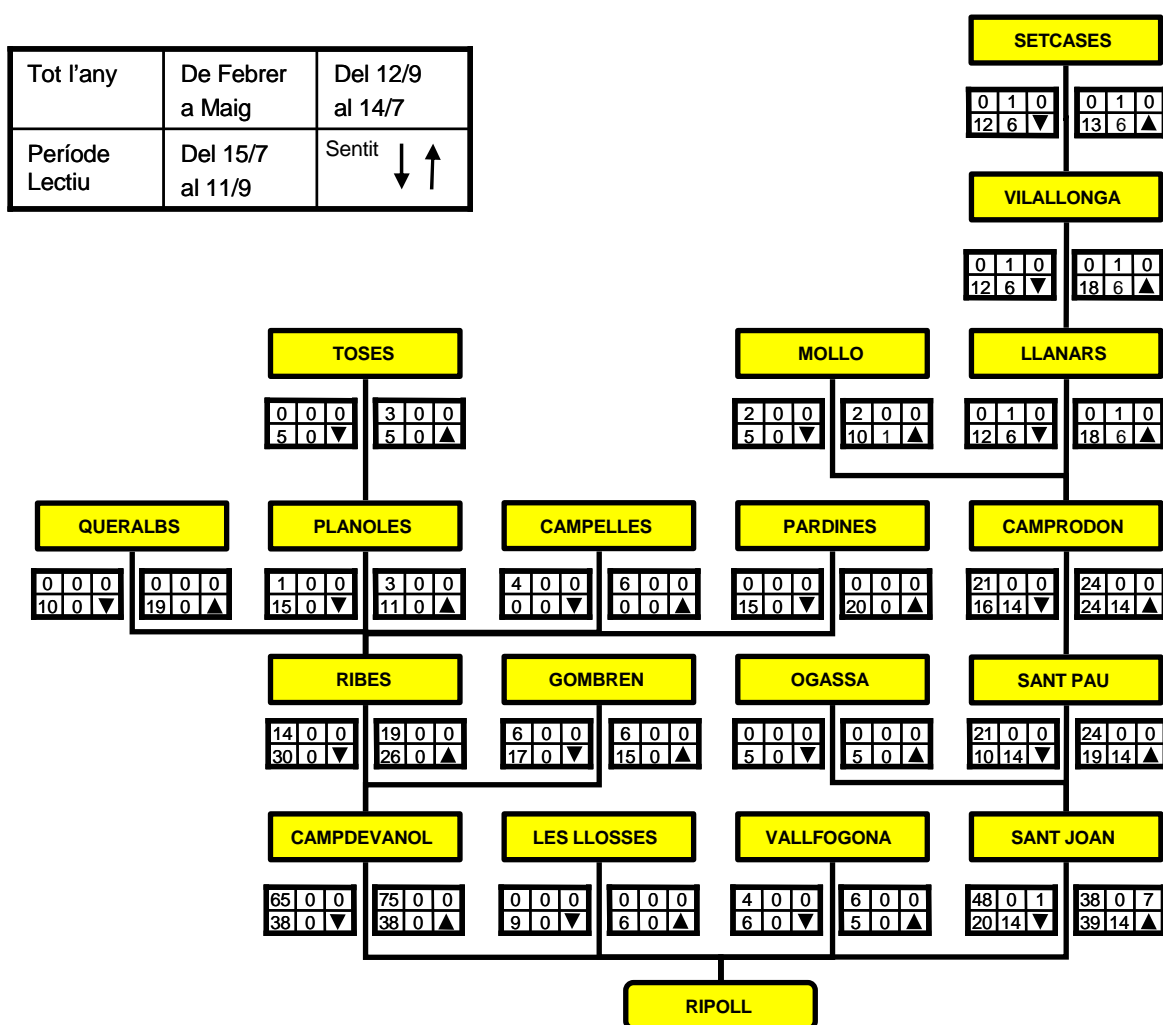 SETCASES
Tot l'any De Febrer a Maig Del 12/9 al 14/7
Període Lectiu Del 15/7 al 11/9 Sentit
0 1 0 0 1 0
12 6 ▼ 13 6 ▲
VILALLONGA
0 1 0 0 1 0
12 6 ▼ 18 6 ▲
TOSES MOLLO LLANARS
0 0 0 3 0 0 2 0 0 2 0 0 0 1 0 0 1 0
5 0 ▼ 5 0 ▲ 5 0 ▼ 10 1 ▲ 12 6 ▼ 18 6 ▲
QUERALBS PLANOLES CAMPELLES PARDINES CAMPRODON
0 0 0 0 0 0 1 0 0 3 0 0 4 0 0 6 0 0 0 0 0 0 0 0 21 0 0 24 0 0
10 0 ▼ 19 0 ▲ 15 0 ▼ 11 0 ▲ 0 0 ▼ 0 0 ▲ 15 0 ▼ 20 0 ▲ 16 14 ▼ 24 14 ▲
RIBES GOMBREN OGASSA SANT PAU
14 0 0 19 0 0 6 0 0 6 0 0 0 0 0 0 0 0 21 0 0 24 0 0
30 0 ▼ 26 0 ▲ 17 0 ▼ 15 0 ▲ 5 0 ▼ 5 0 ▲ 10 14 ▼ 19 14 ▲
CAMPDEVANOL LES LLOSSES VALLFOGONA SANT JOAN
65 0 0 75 0 0 0 0 0 0 0 0 4 0 0 6 0 0 48 0 1 38 0 7
38 0 ▼ 38 0 ▲ 9 0 ▼ 6 0 ▲ 6 0 ▼ 5 0 ▲ 20 14 ▼ 39 14 ▲
RIPOLL